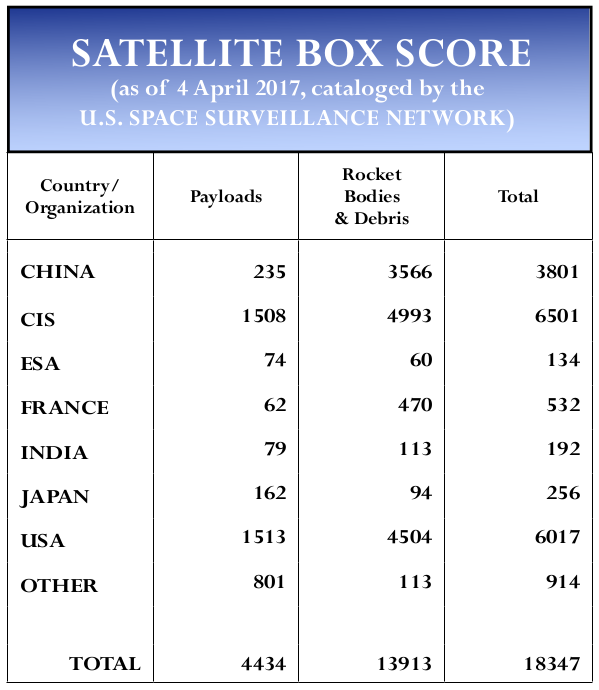 SATELLITE BOX SCORE
(as of 4 April 2017, cataloged by the
U.S. SPACE SURVEILLANCE NETWORK)
Country/
Organization
Payloads
Rocket
Bodies
& Debris
Total
CHINA 235 3566 3801
CIS 1508 4993 6501
ESA 74 60 134
FRANCE 62 470 532
INDIA 79 113 192
JAPAN 162 94 256
USA 1513 4504 6017
OTHER 801 113 914
TOTAL 4434 13913 18347